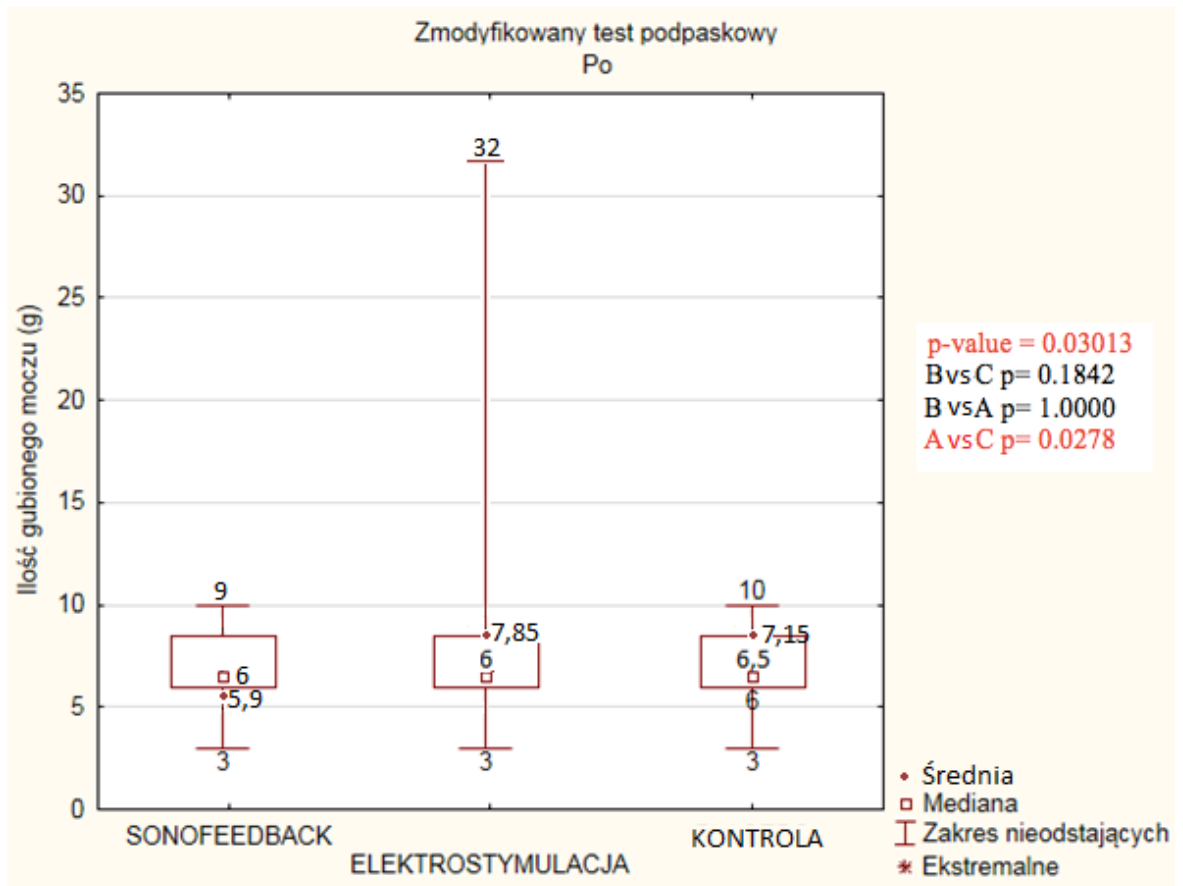 Zmodyfikowany test podpaskowy
Po
Ilość gubionego moczu (g)
35
30
25
20
15
10
5
0
9
6
5,9
3
32
7,85
6
3
10
7,15
6,5
6
3
SONOFEEDBACK
ELEKTROSTYMULACJA
KONTROLA
p-value = 0.03013
B vs C p= 0.1842
B vs A p= 1.0000
A vs C p= 0.0278
Średnia
Mediana
Zakres nieodstających
Ekstremalne